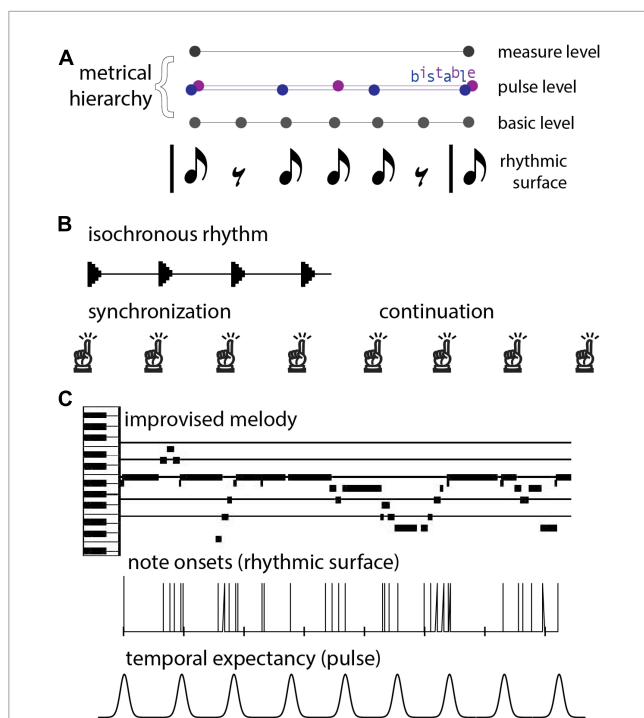 A
measure level
metrical
hierarchy
bistable
pulse level
basic level
rhythmic
surface
B
isochronous rhythm
synchronization
continuation
C
improvised melody
note onsets (rhythmic surface)
temporal expectancy (pulse)